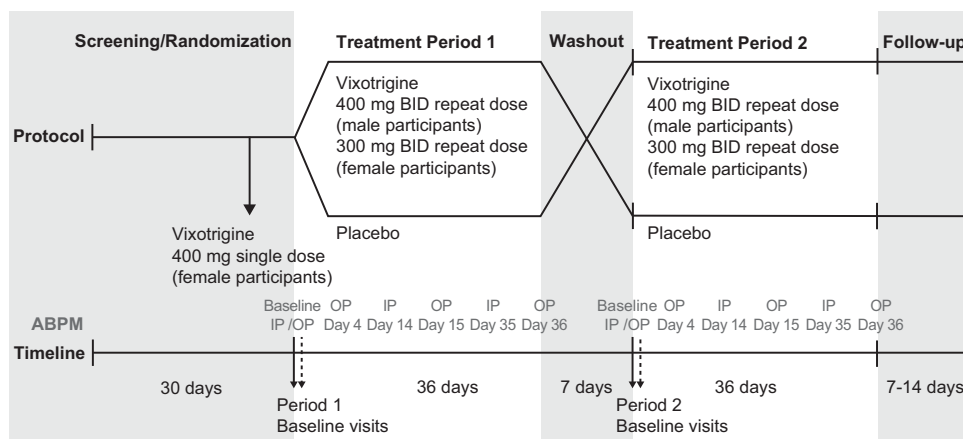 Screening/Randomization
Treatment Period 1
Washout
Treatment Period 2
Follow-up
Protocol
Vixotrigine
400 mg BID repeat dose
(male participants)
300 mg BID repeat dose
(female participants)
Vixotrigine
400 mg BID repeat dose
(male participants)
300 mg BID repeat dose
(female participants)
Placebo
Placebo
Vixotrigine
400 mg single dose
(female participants)
ABPM
Baseline
IP /OP
OP
Day 4
IP
Day 14
OP
Day 15
IP
Day 35
OP
Day 36
Baseline
IP /OP
OP
Day 4
IP
Day 14
OP
Day 15
IP
Day 35
OP
Day 36
Timeline
30 days
36 days
7 days
36 days
7-14 days
Period 1
Baseline visits
Period 2
Baseline visits